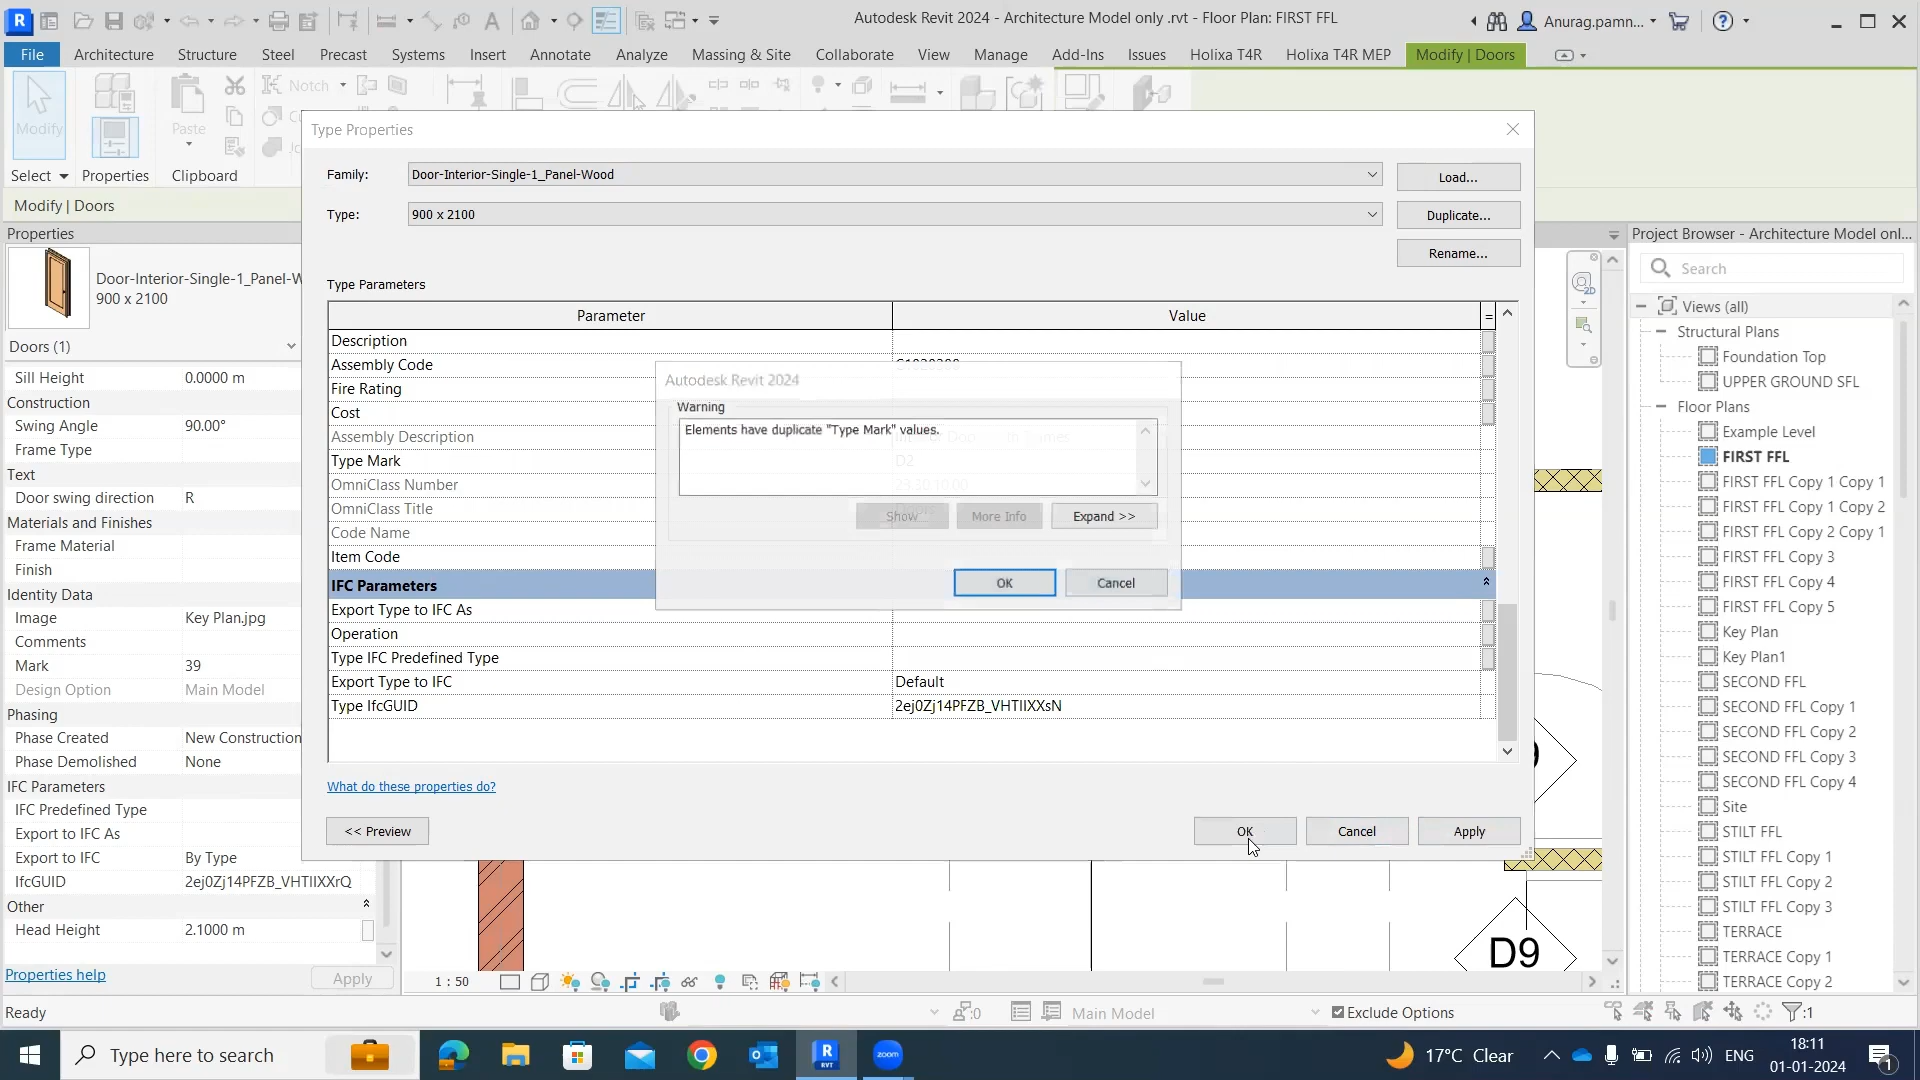 Autodesk Revit 2024 - Architecture Model only .rvt - Floor Plan: FIRST FFL
Anurag.pamn...
File Architecture Structure Steel Precast Systems Insert Annotate Analyze Massing & Site Collaborate View Manage Add-Ins Issues Holixa T4R Holixa T4R MEP Modify | Doors
Modify
Paste
Notch
Select Properties Clipboard
Modify | Doors
Properties
Door-Interior-Single-1_Panel-W
900 x 2100
Doors (1)
Sill Height 0.0000 m
Construction
Swing Angle 90.00°
Frame Type
Text
Door swing direction R
Materials and Finishes
Frame Material
Finish
Identity Data
Image Key Plan.jpg
Comments
Mark 39
Design Option Main Model
Phasing
Phase Created New Construction
Phase Demolished None
IFC Parameters
IFC Predefined Type
Export to IFC As
Export to IFC By Type
IfcGUID 2ej0Zj14PFZB_VHTIIXXrQ
Other
Head Height 2.1000 m
Properties help
Apply
Type Properties
Family: Door-Interior-Single-1_Panel-Wood Load...
Type: 900 x 2100 Duplicate...
Rename...
Type Parameters
Parameter Value =
Description
Assembly Code
Fire Rating
Cost
Assembly Description
Type Mark D2
OmniClass Number
OmniClass Title
Code Name
Item Code
IFC Parameters
Export Type to IFC As
Operation
Type IFC Predefined Type
Export Type to IFC Default
Type IfcGUID 2ej0Zj14PFZB_VHTIIXXsN
What do these properties do?
<< Preview OK Cancel Apply
Autodesk Revit 2024
Warning
Elements have duplicate "Type Mark" values.
Show More Info Expand >>
OK Cancel
D9
1 : 50
Project Browser - Architecture Model onl...
Search
Views (all)
Structural Plans
Foundation Top
UPPER GROUND SFL
Floor Plans
Example Level
FIRST FFL
FIRST FFL Copy 1 Copy 1
FIRST FFL Copy 1 Copy 2
FIRST FFL Copy 2 Copy 1
FIRST FFL Copy 3
FIRST FFL Copy 4
FIRST FFL Copy 5
Key Plan
Key Plan1
SECOND FFL
SECOND FFL Copy 1
SECOND FFL Copy 2
SECOND FFL Copy 3
SECOND FFL Copy 4
Site
STILT FFL
STILT FFL Copy 1
STILT FFL Copy 2
STILT FFL Copy 3
TERRACE
TERRACE Copy 1
TERRACE Copy 2
Ready
:0
Main Model
Exclude Options
:1
Type here to search
zoom
17°C Clear
ENG
18:11
01-01-2024
1